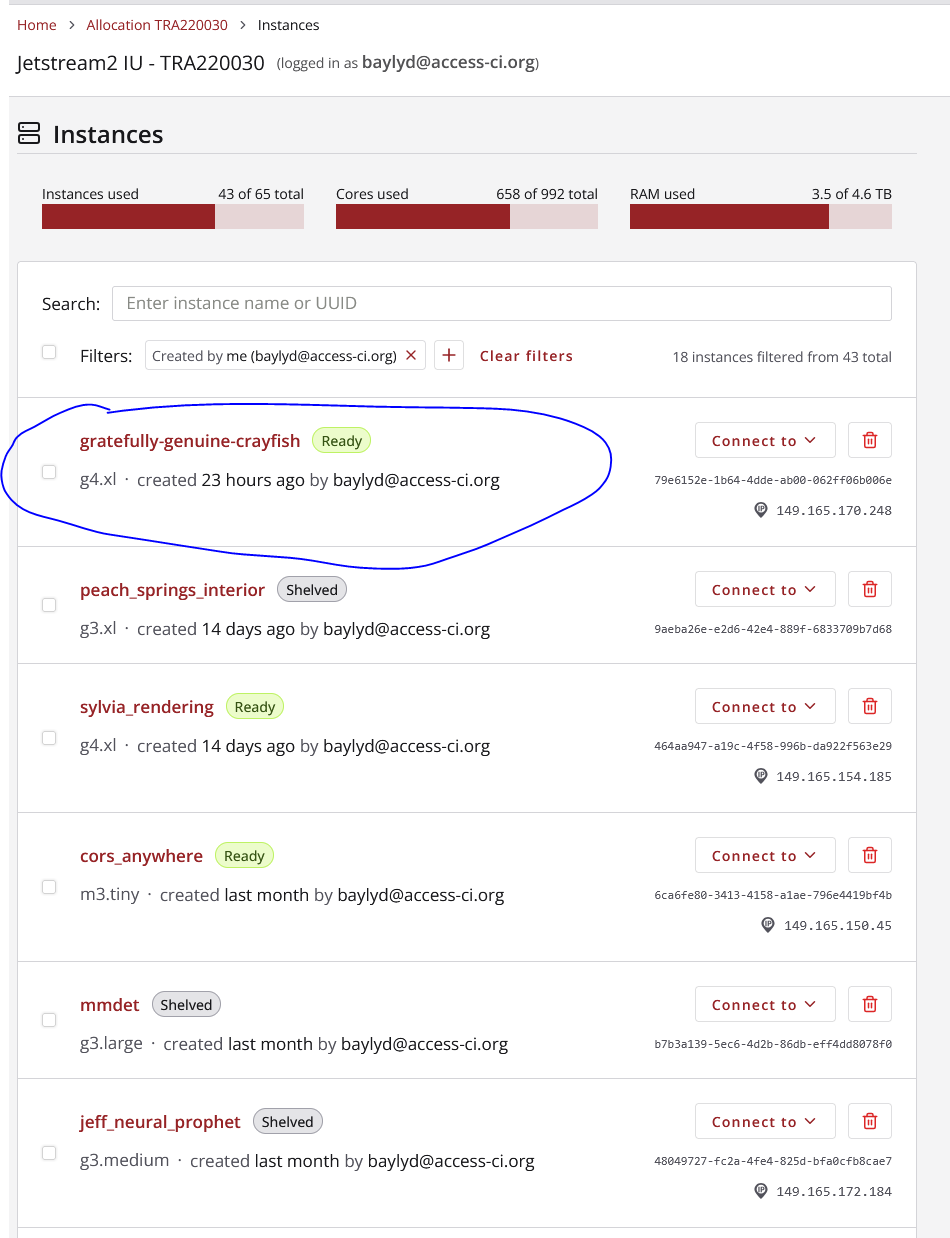 Home > Allocation TRA220030 > Instances
Jetstream2 IU - TRA220030 (logged in as baylyd@access-ci.org)
Instances
Instances used 43 of 65 total Cores used 658 of 992 total RAM used 3.5 of 4.6 TB
Search: Enter instance name or UUID
Filters: Created by me (baylyd@access-ci.org) × + Clear filters 18 instances filtered from 43 total
gratefully-genuine-crayfish Ready Connect to
g4.xl · created 23 hours ago by baylyd@access-ci.org 79e6152e-1b64-4dde-ab00-062ff06b006e
IP 149.165.170.248
peach_springs_interior Shelved Connect to
g3.xl · created 14 days ago by baylyd@access-ci.org 9aeba26e-e2d6-42e4-889f-6833709b7d68
sylvia_rendering Ready Connect to
g4.xl · created 14 days ago by baylyd@access-ci.org 464aa947-a19c-4f58-996b-da922f563e29
IP 149.165.154.185
cors_anywhere Ready Connect to
m3.tiny · created last month by baylyd@access-ci.org 6ca6fe80-3413-4158-a1ae-796e4419bf4b
IP 149.165.150.45
mmdet Shelved Connect to
g3.large · created last month by baylyd@access-ci.org b7b3a139-5ec6-4d2b-86db-eff4dd8078f0
jeff_neural_prophet Shelved Connect to
g3.medium · created last month by baylyd@access-ci.org 48049727-fc2a-4fe4-825d-bfa0cfb8cae7
IP 149.165.172.184